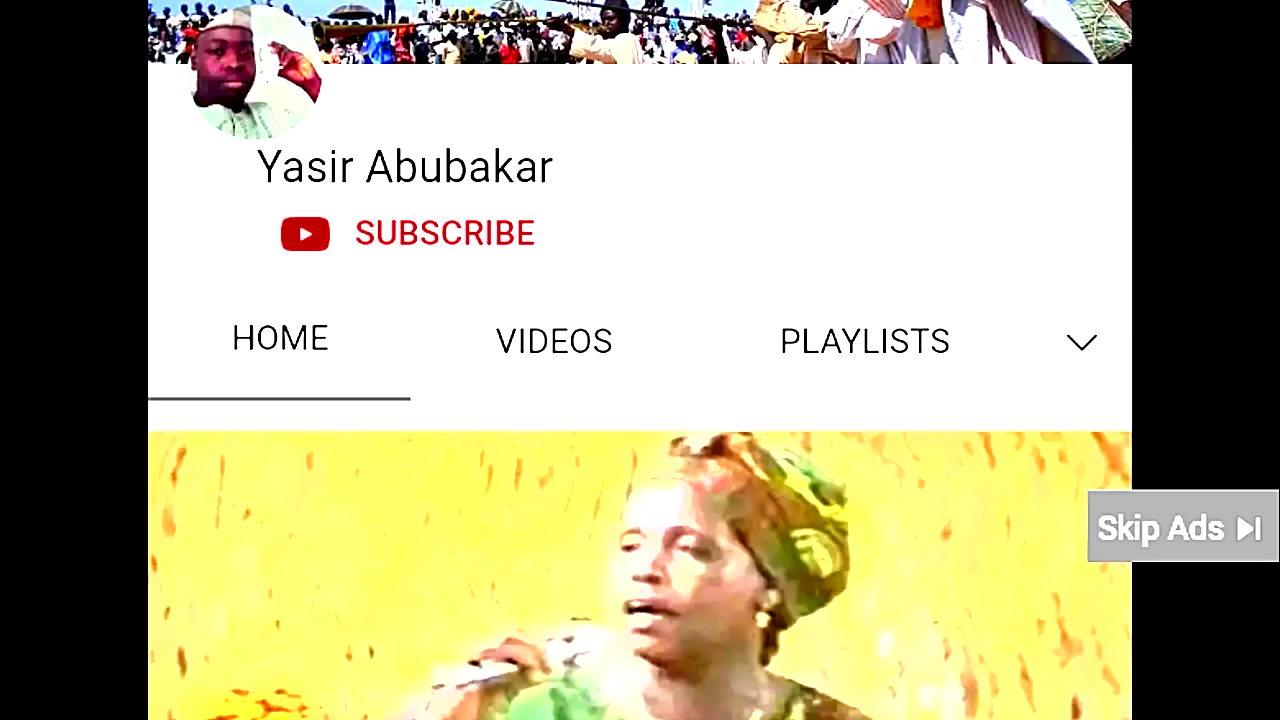 Yasir Abubakar
SUBSCRIBE
HOME
VIDEOS
PLAYLISTS
Skip Ads